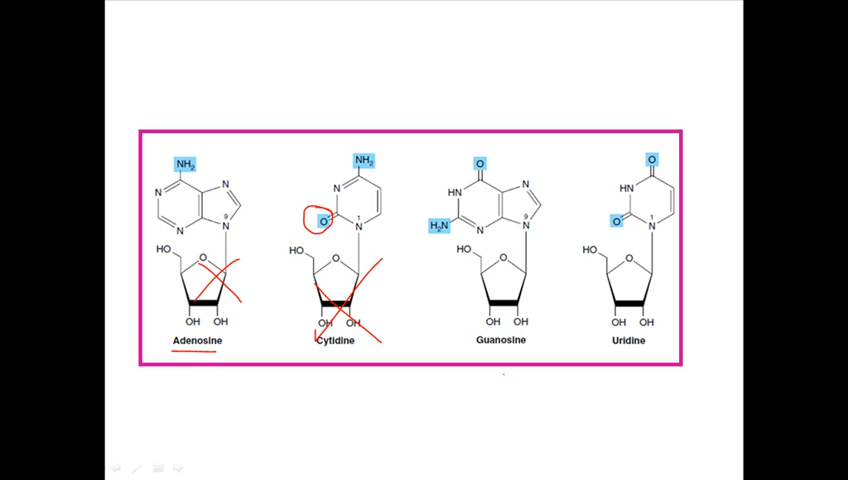 NH₂ NH₂ O O
N N N HN N HN
N 9 N O 1 N H₂N N 9 N O 1 N
HO O HO O HO O HO O
OH OH OH OH OH OH OH OH
Adenosine Cytidine Guanosine Uridine